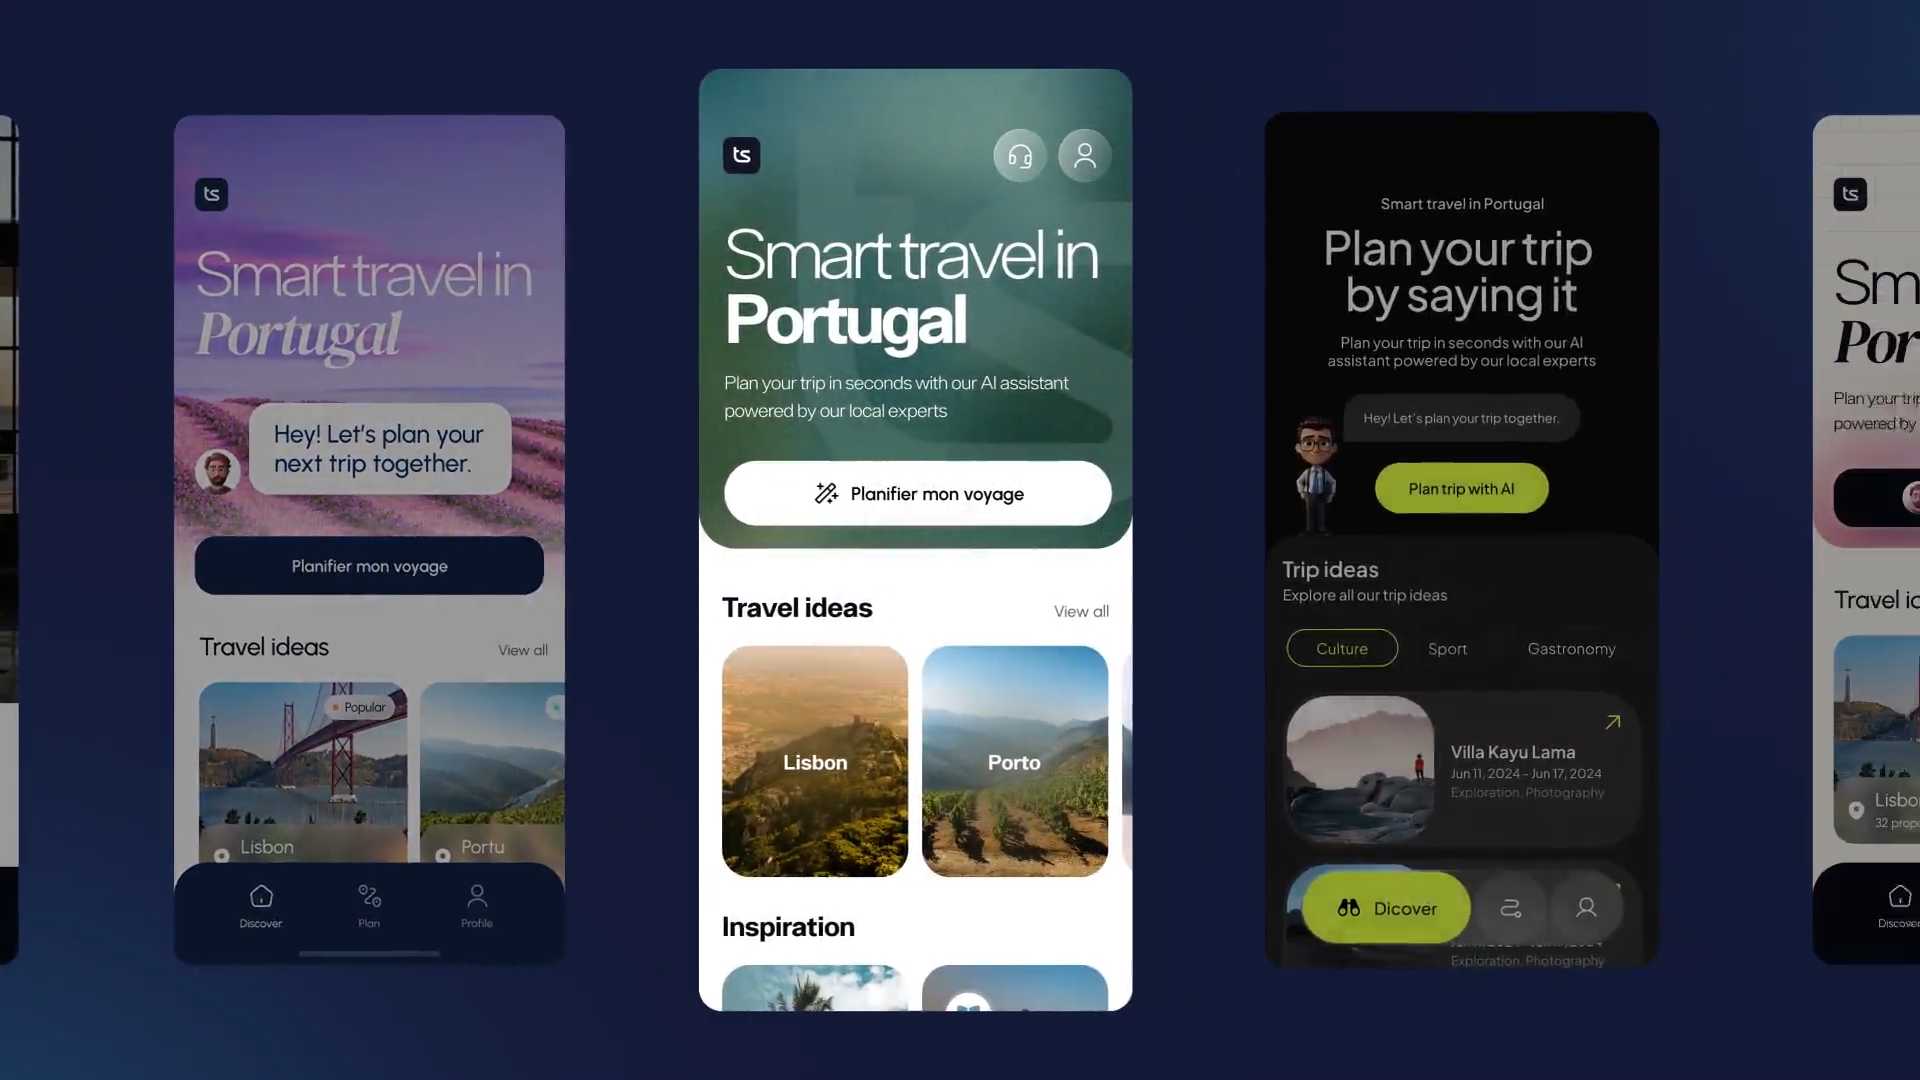 ts
Smart travel in
Portugal
Hey! Let's plan your
next trip together.
Planifier mon voyage
Travel ideas
View all
Popular
Lisbon
Portu
Discover
Plan
Profile
ts
Smart travel in
Portugal
Plan your trip in seconds with our AI assistant
powered by our local experts
Planifier mon voyage
Travel ideas
View all
Lisbon
Porto
Inspiration
Smart travel in Portugal
Plan your trip
by saying it
Plan your trip in seconds with our AI
assistant powered by our local experts
Hey! Let's plan your trip together.
Plan trip with AI
Trip ideas
Explore all our trip ideas
Culture
Sport
Gastronomy
Villa Kayu Lama
Jun 11, 2024 - Jun 17, 2024
Exploration, Photography
Dicover
Exploration, Photography
ts
Sm
Por
Plan your trip
powered by
Travel id
Lisbo
32 prope
Discover